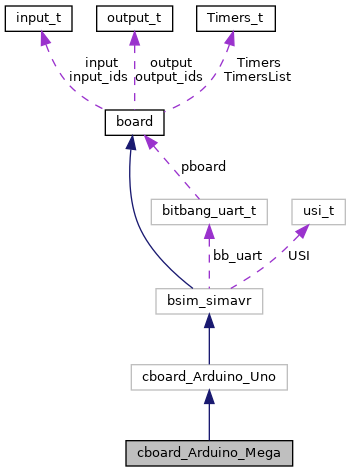 input_t
output_t
Timers_t
input
input_ids
output
output_ids
Timers
TimersList
board
pboard
bitbang_uart_t
usi_t
bb_uart
USI
bsim_simavr
cboard_Arduino_Uno
cboard_Arduino_Mega